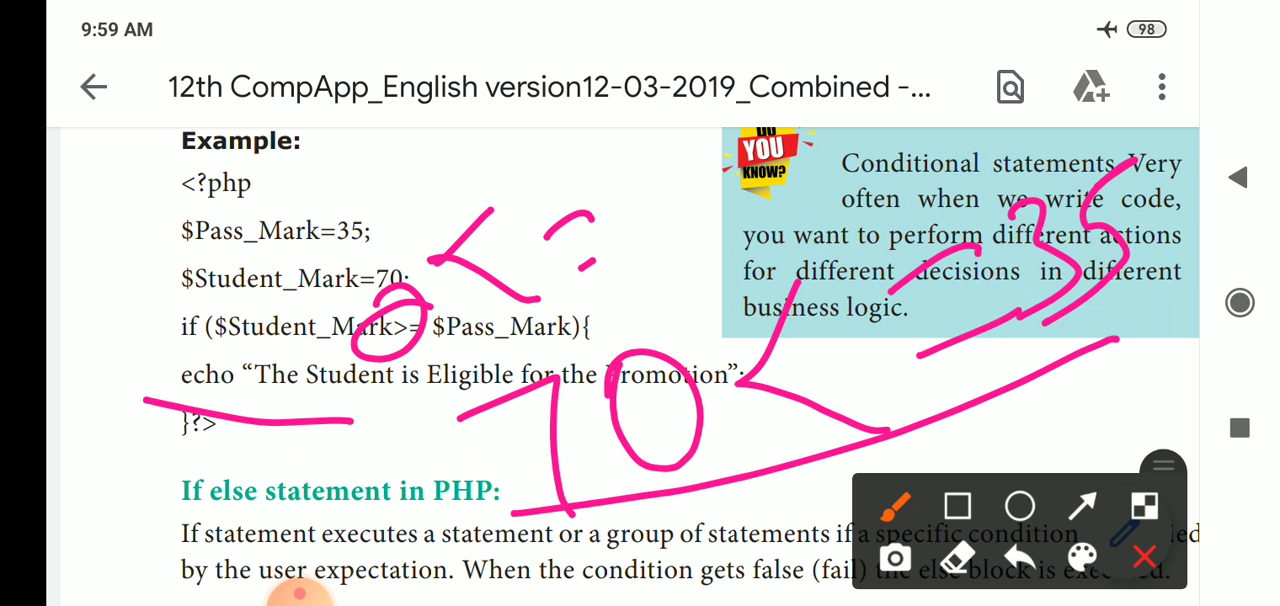 9:59 AM
98
12th CompApp_English version12-03-2019_Combined -...
Example:
<?php
$Pass_Mark=35;
$Student_Mark=70;
if ($Student_Mark>= $Pass_Mark){
echo “The Student is Eligible for the Promotion”;
}?>
DO
YOU
KNOW?
Conditional statements Very
often when we write code,
you want to perform different actions
for different decisions in different
business logic.
< ?
70 < = 35
If else statement in PHP:
If statement executes a statement or a group of statements if a specific condition
by the user expectation. When the condition gets false (fail) the else block is executed.